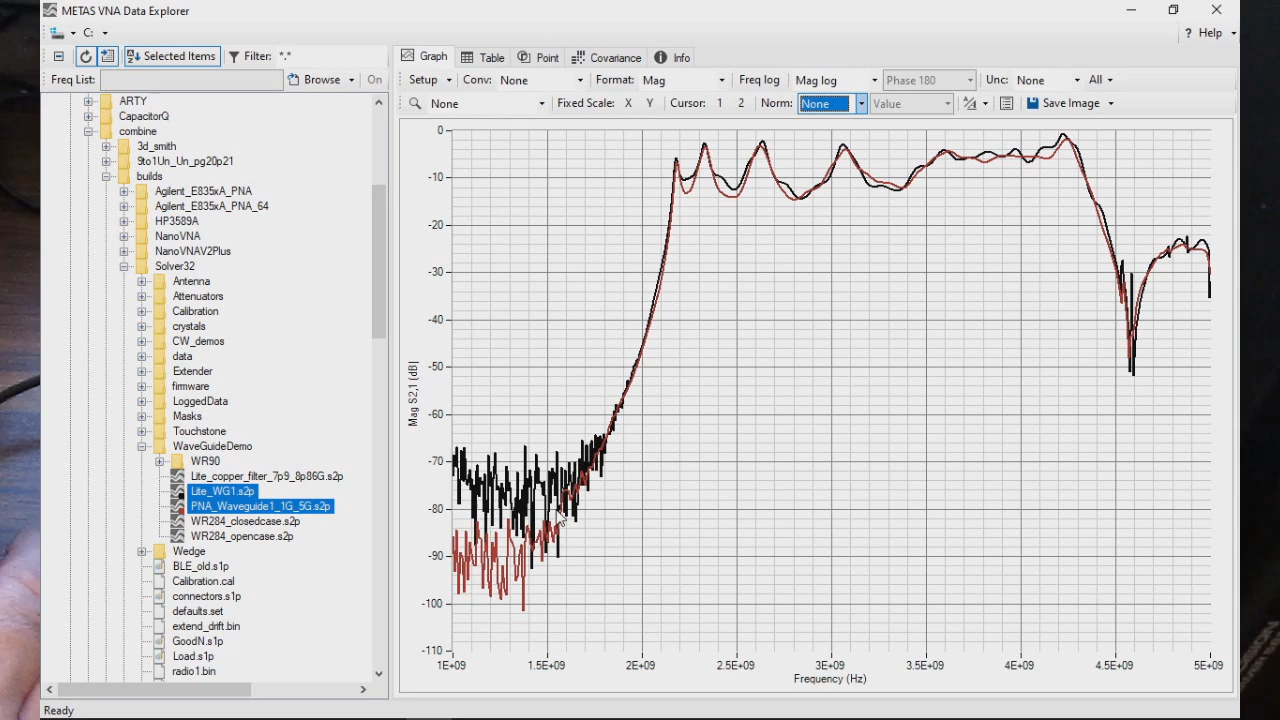 METAS VNA Data Explorer
C:
Help
Selected Items
Filter: *.*
Freq List:
Browse
On
ARTY
CapacitorQ
combine
3d_smith
9to1Un_Un_pg20p21
builds
Agilent_E835xA_PNA
Agilent_E835xA_PNA_64
HP3589A
NanoVNA
NanoVNAV2Plus
Solver32
Antenna
Attenuators
Calibration
crystals
CW_demos
data
Extender
firmware
LoggedData
Masks
Touchstone
WaveGuideDemo
WR90
Lite_copper_filter_7p9_8p86G.s2p
Lite_WG1.s2p
PNA_Waveguide1_1G_5G.s2p
WR284_closedcase.s2p
WR284_opencase.s2p
Wedge
BLE_old.s1p
Calibration.cal
connectors.s1p
defaults.set
extend_drift.bin
GoodN.s1p
Load.s1p
radio1.bin
Graph Table Point Covariance Info
Setup Conv: None Format: Mag Freq log Mag log Phase 180 Unc: None All
None Fixed Scale: X Y Cursor: 1 2 Norm: None Value Save Image
Mag S2,1 (dB)
0
-10
-20
-30
-40
-50
-60
-70
-80
-90
-100
-110
1E+09 1.5E+09 2E+09 2.5E+09 3E+09 3.5E+09 4E+09 4.5E+09 5E+09
Frequency (Hz)
Ready